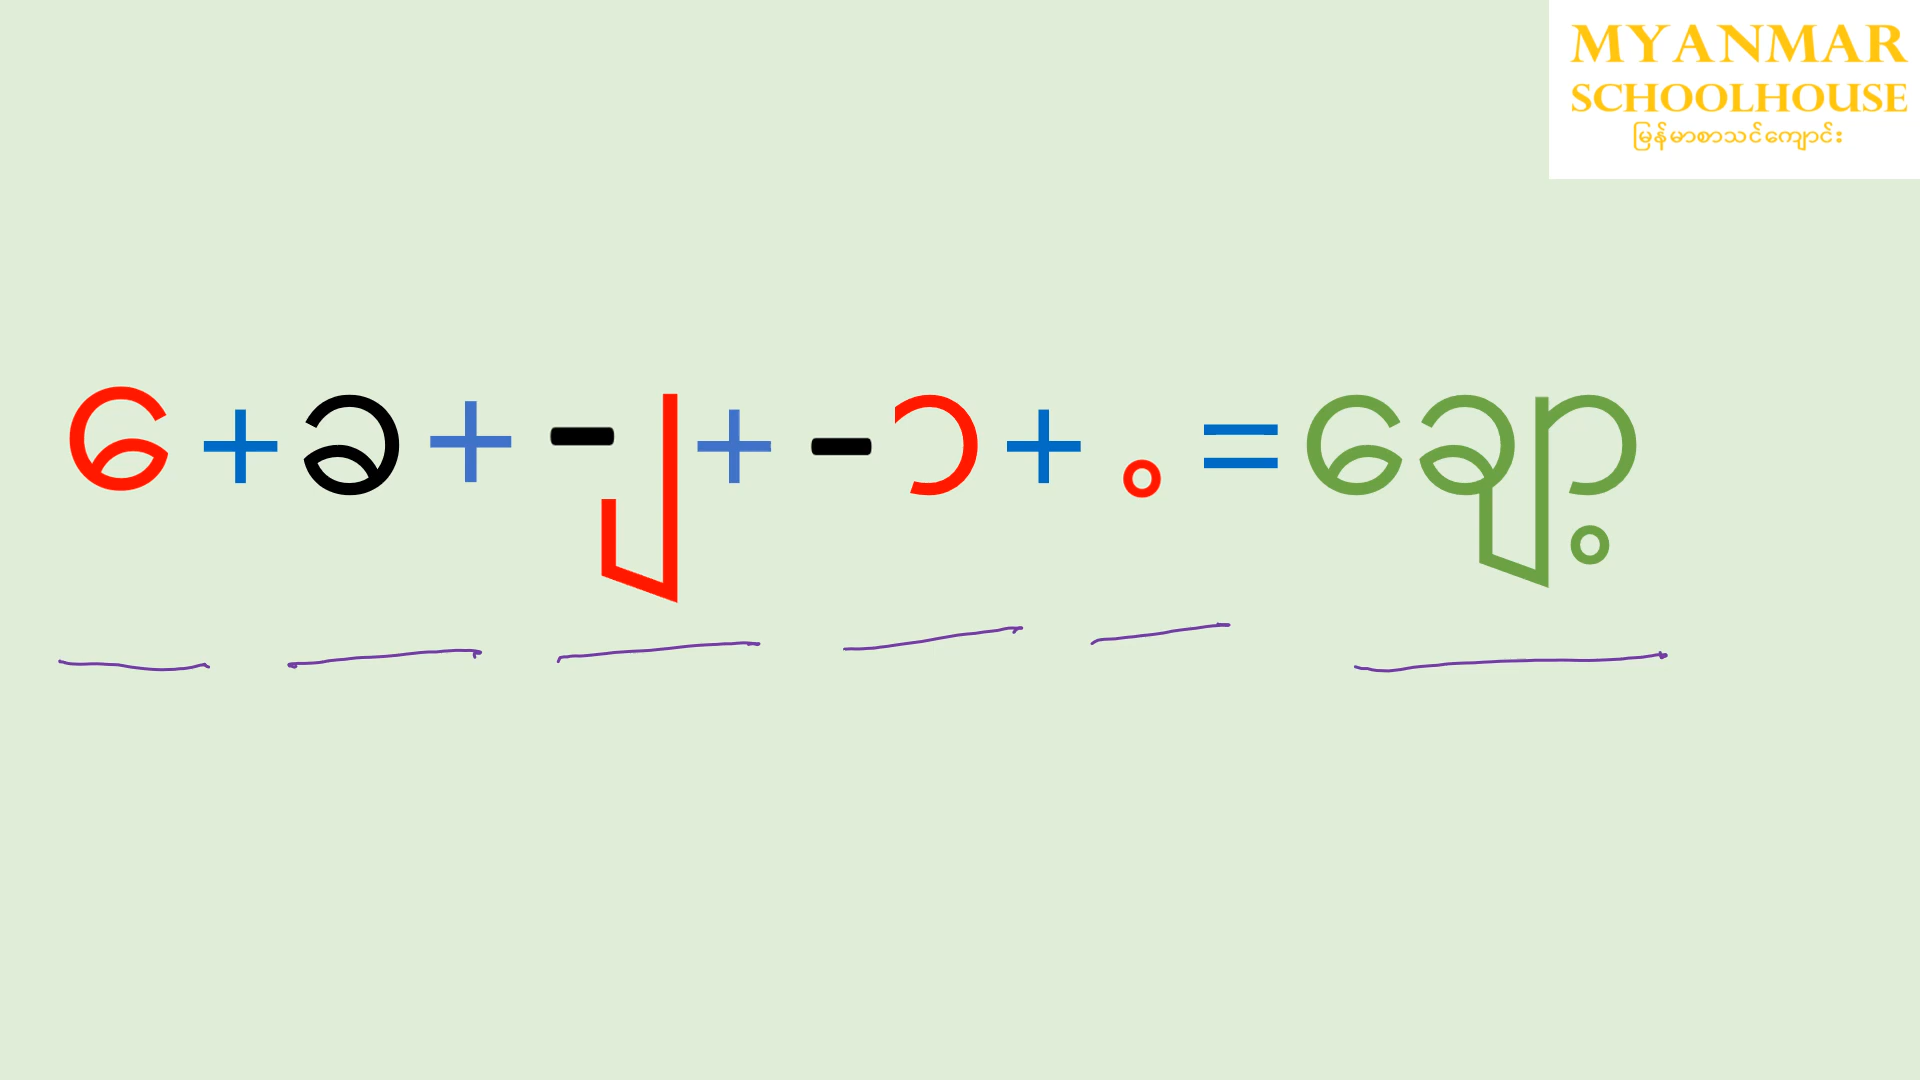 MYANMAR
SCHOOLHOUSE
မြန်မာစာသင်ကျောင်း
ေ + ခ + -ျ + -ာ + ့ = ချော့